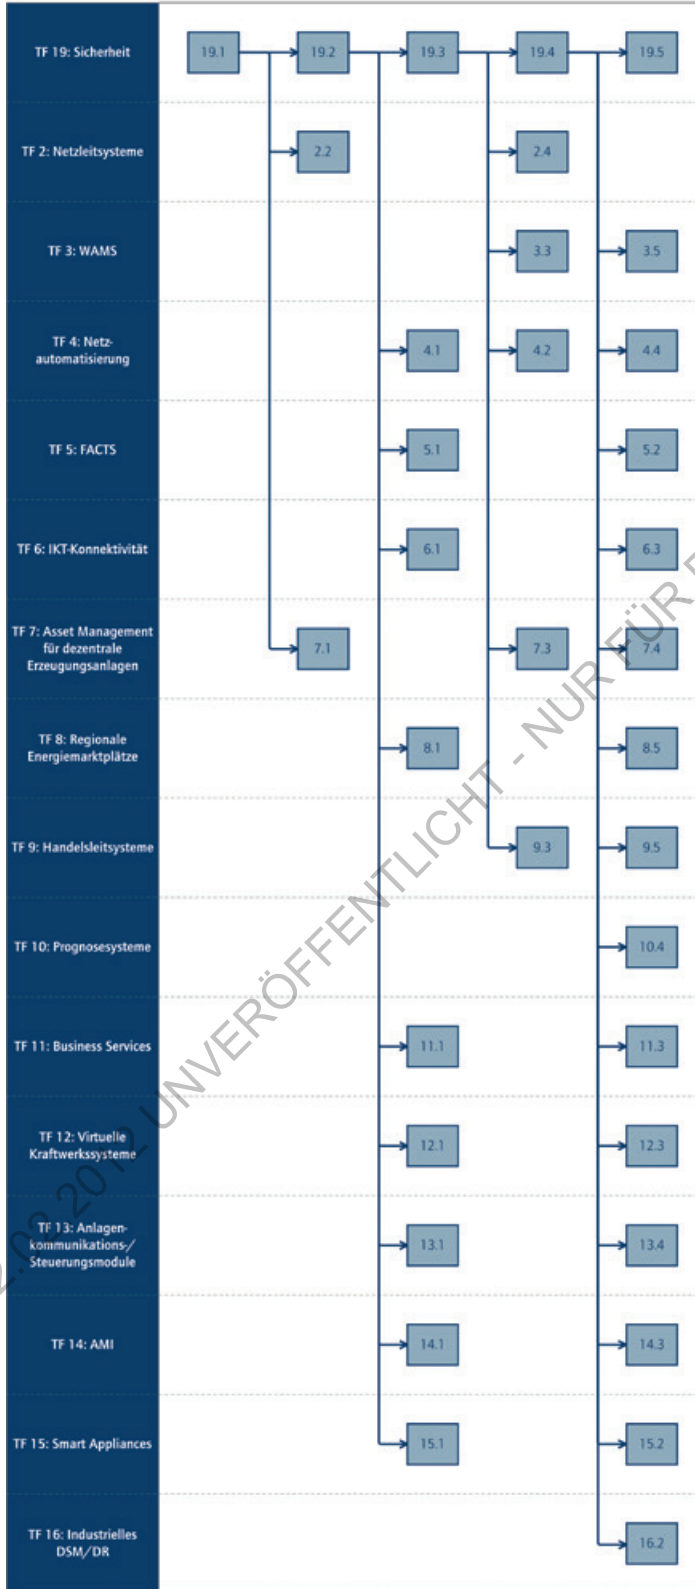 TF 19: Sicherheit
19.1
19.2
19.3
19.4
19.5
TF 2: Netzleitsysteme
2.2
2.4
TF 3: WAMS
3.3
3.5
TF 4: Netz-
automatisierung
4.1
4.2
4.4
TF 5: FACTS
5.1
5.2
TF 6: IKT-Konnektivität
6.1
6.3
TF 7: Asset Management
für dezentrale
Erzeugungsanlagen
7.1
7.3
7.4
TF 8: Regionale
Energiemarktplätze
8.1
8.5
TF 9: Handelsleitsysteme
9.3
9.5
TF 10: Prognosesysteme
10.4
TF 11: Business Services
11.1
11.3
TF 12: Virtuelle
Kraftwerkssysteme
12.1
12.3
TF 13: Anlagen-
kommunikations-/
Steuerungsmodule
13.1
13.4
TF 14: AMI
14.1
14.3
TF 15: Smart Appliances
15.1
15.2
TF 16: Industrielles
DSM/DR
16.2
2.02.2012 UNVERÖFFENTLICHT - NUR FÜR